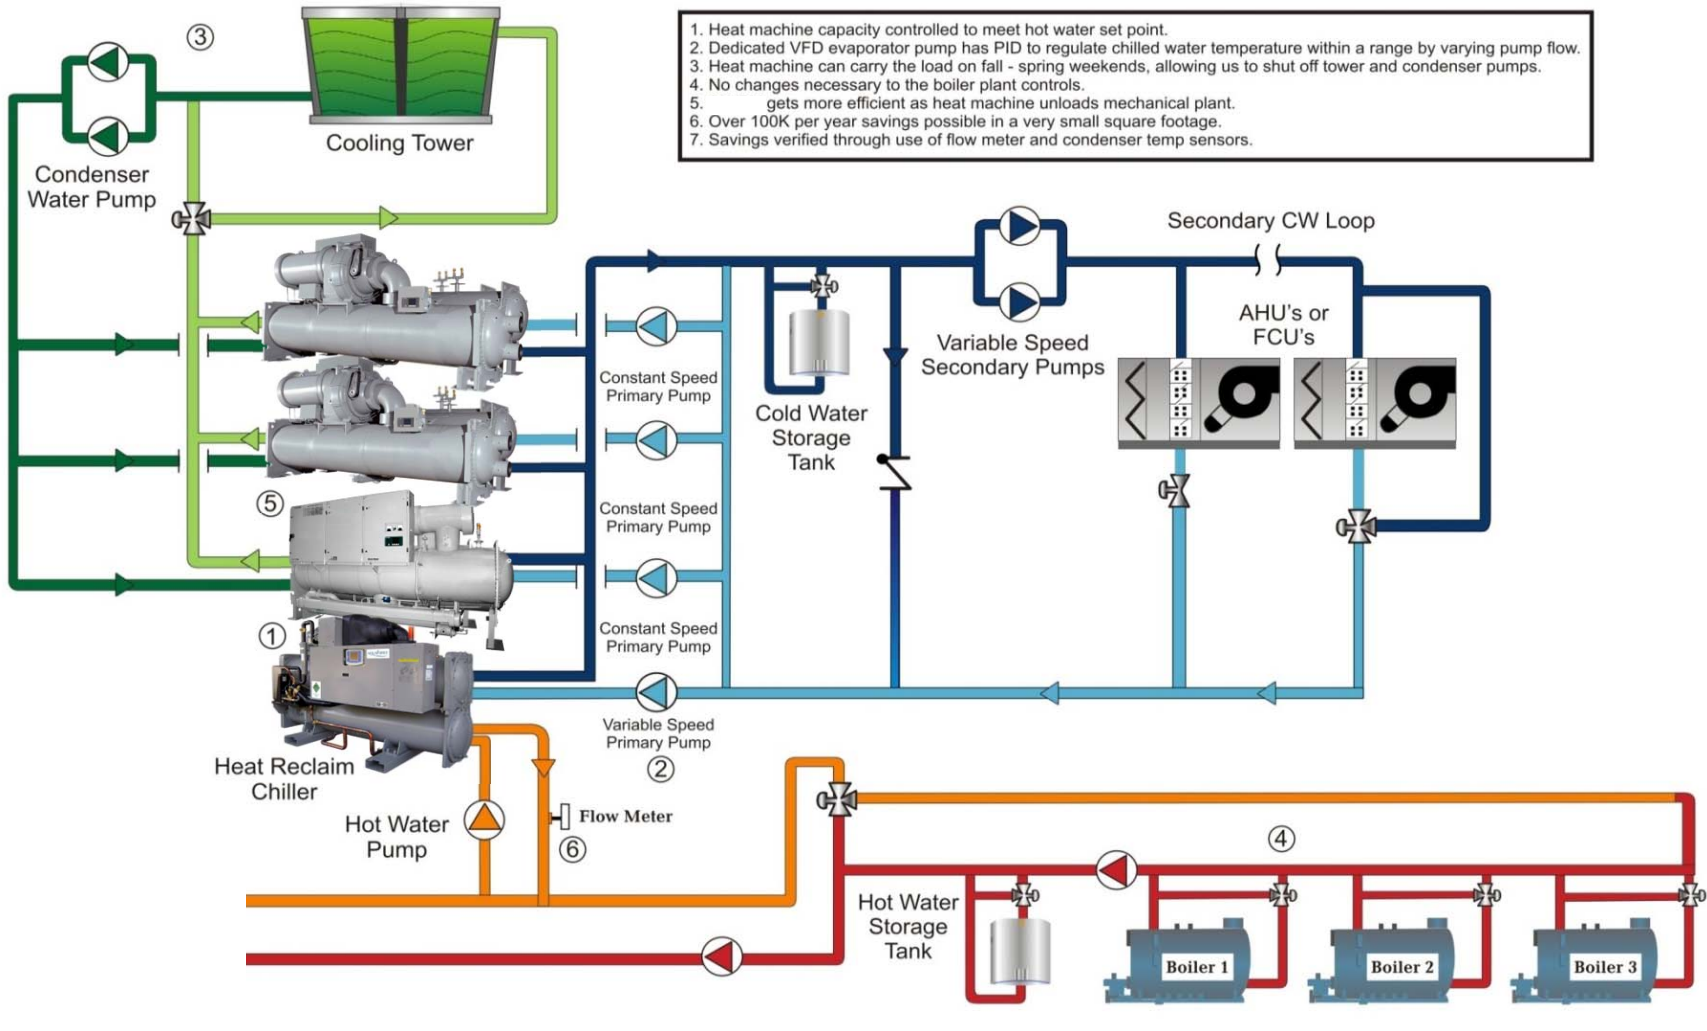 ③
Cooling Tower
Condenser
Water Pump
1. Heat machine capacity controlled to meet hot water set point.
2. Dedicated VFD evaporator pump has PID to regulate chilled water temperature within a range by varying pump flow.
3. Heat machine can carry the load on fall - spring weekends, allowing us to shut off tower and condenser pumps.
4. No changes necessary to the boiler plant controls.
5. gets more efficient as heat machine unloads mechanical plant.
6. Over 100K per year savings possible in a very small square footage.
7. Savings verified through use of flow meter and condenser temp sensors.
Secondary CW Loop
AHU's or
FCU's
Variable Speed
Secondary Pumps
Constant Speed
Primary Pump
Cold Water
Storage
Tank
⑤
Constant Speed
Primary Pump
①
Constant Speed
Primary Pump
Variable Speed
Primary Pump
②
Heat Reclaim
Chiller
Hot Water
Pump
Flow Meter
⑥
④
Hot Water
Storage
Tank
Boiler 1
Boiler 2
Boiler 3